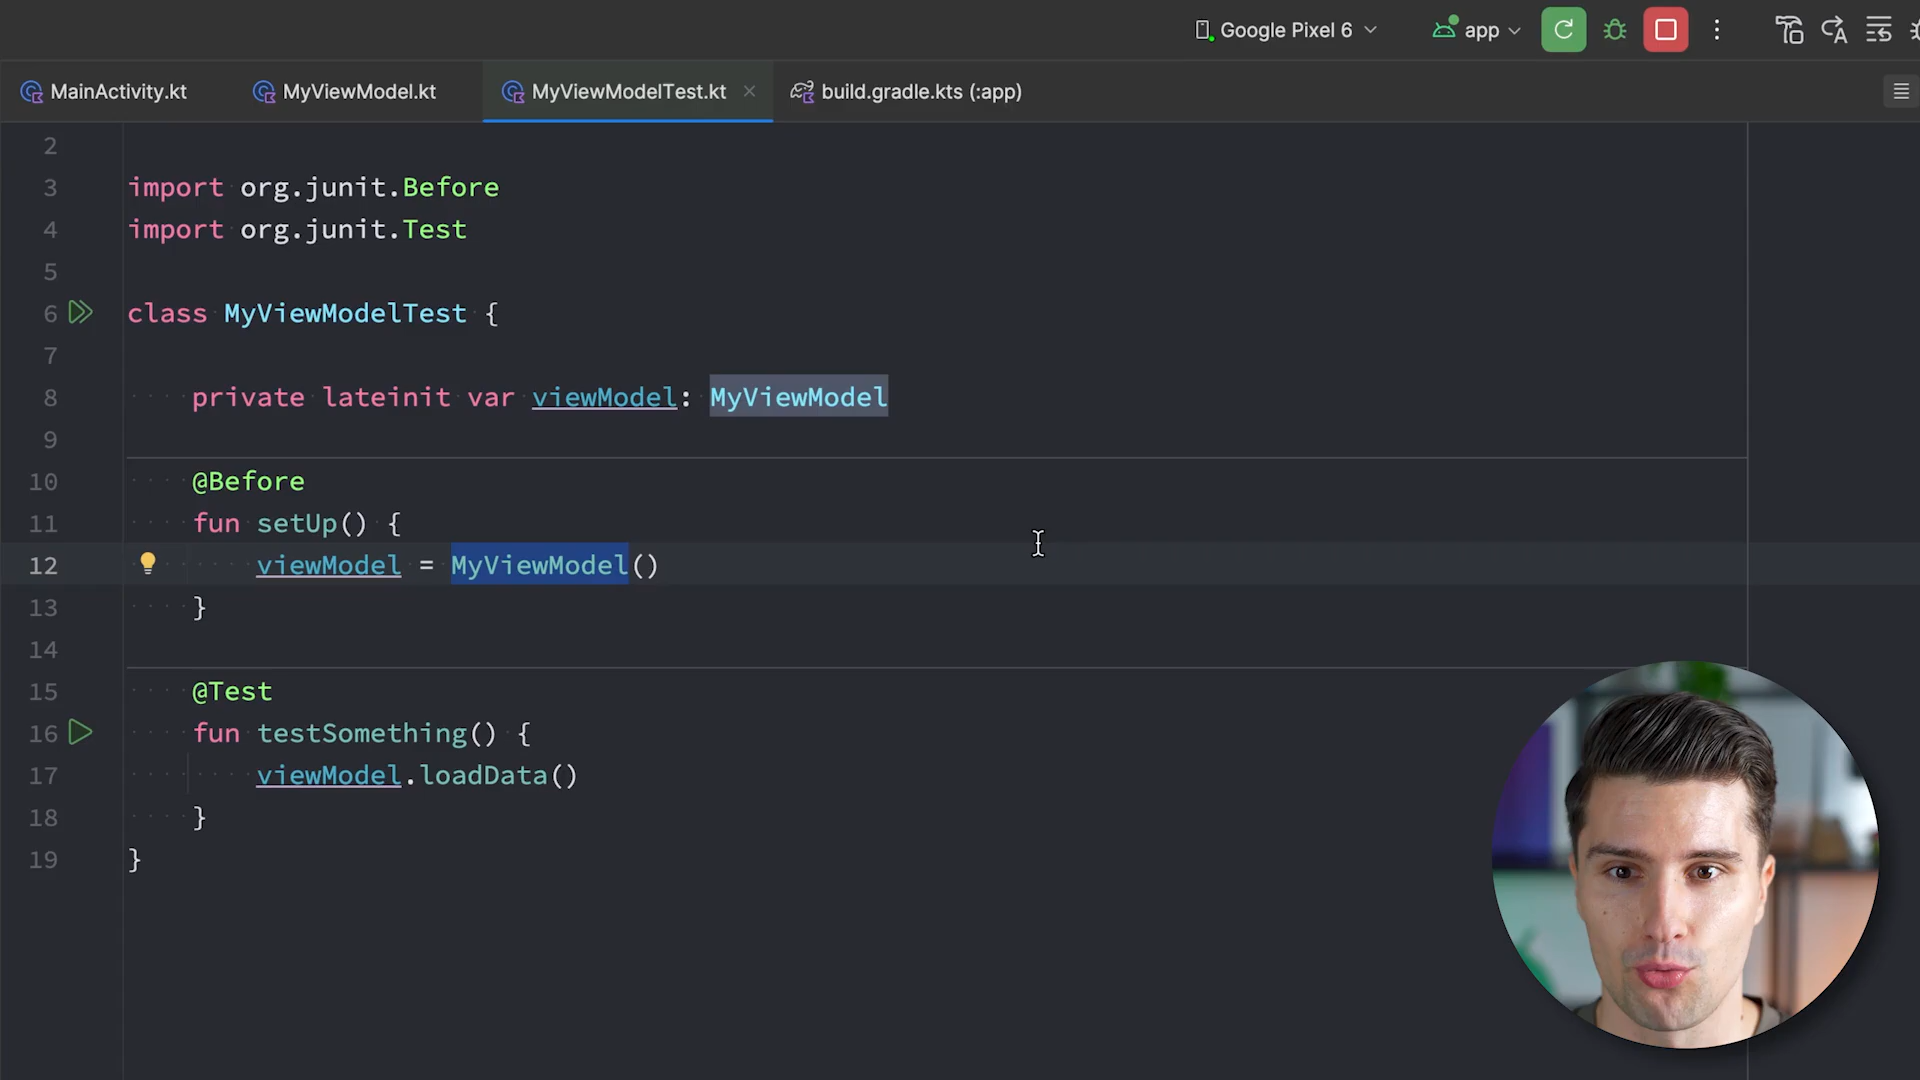 Google Pixel 6
app
MainActivity.kt
MyViewModel.kt
MyViewModelTest.kt
build.gradle.kts (:app)
2
3 import org.junit.Before
4 import org.junit.Test
5
6 class MyViewModelTest {
7
8 private lateinit var viewModel: MyViewModel
9
10 @Before
11 fun setUp() {
12 viewModel = MyViewModel()
13 }
14
15 @Test
16 fun testSomething() {
17 viewModel.loadData()
18 }
19 }